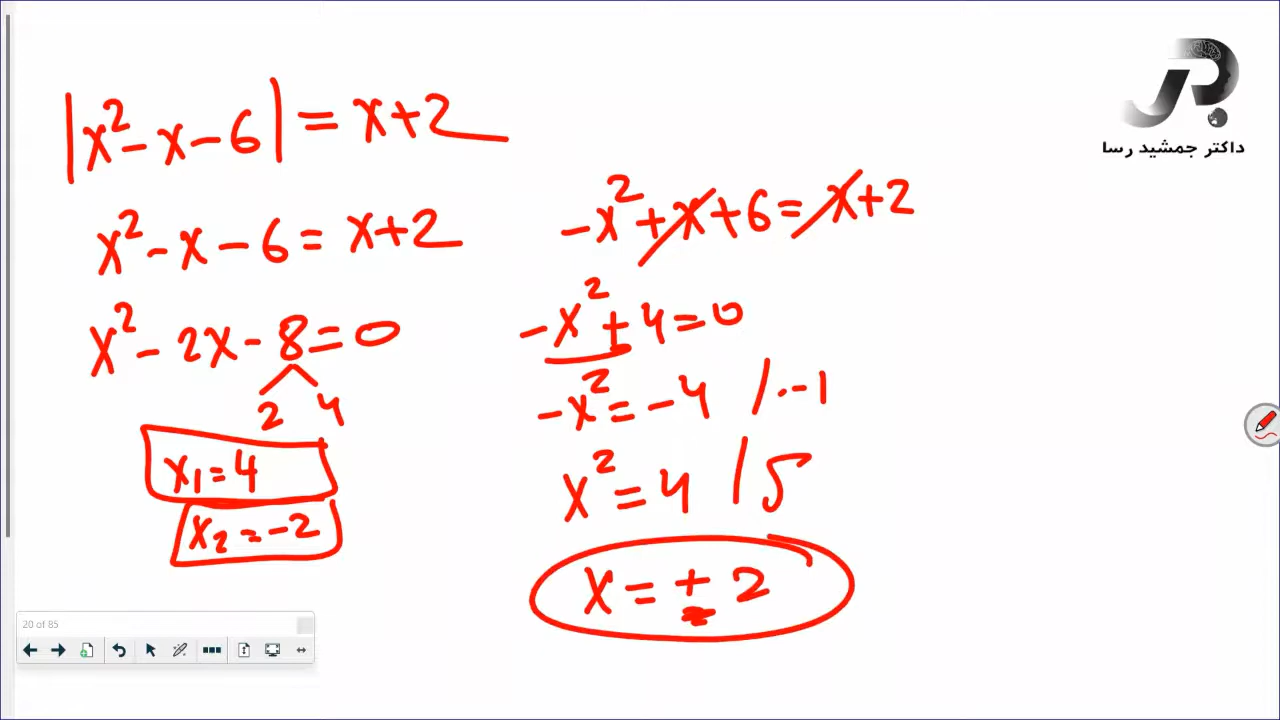 |x² - x - 6| = x + 2
x² - x - 6 = x + 2
x² - 2x - 8 = 0
2 4
x₁ = 4
x₂ = -2
-x² + x + 6 = x + 2
-x² + 4 = 0
-x² = -4 / · -1
x² = 4 /
x = ± 2
داکتر جمشید رسا
20 of 85